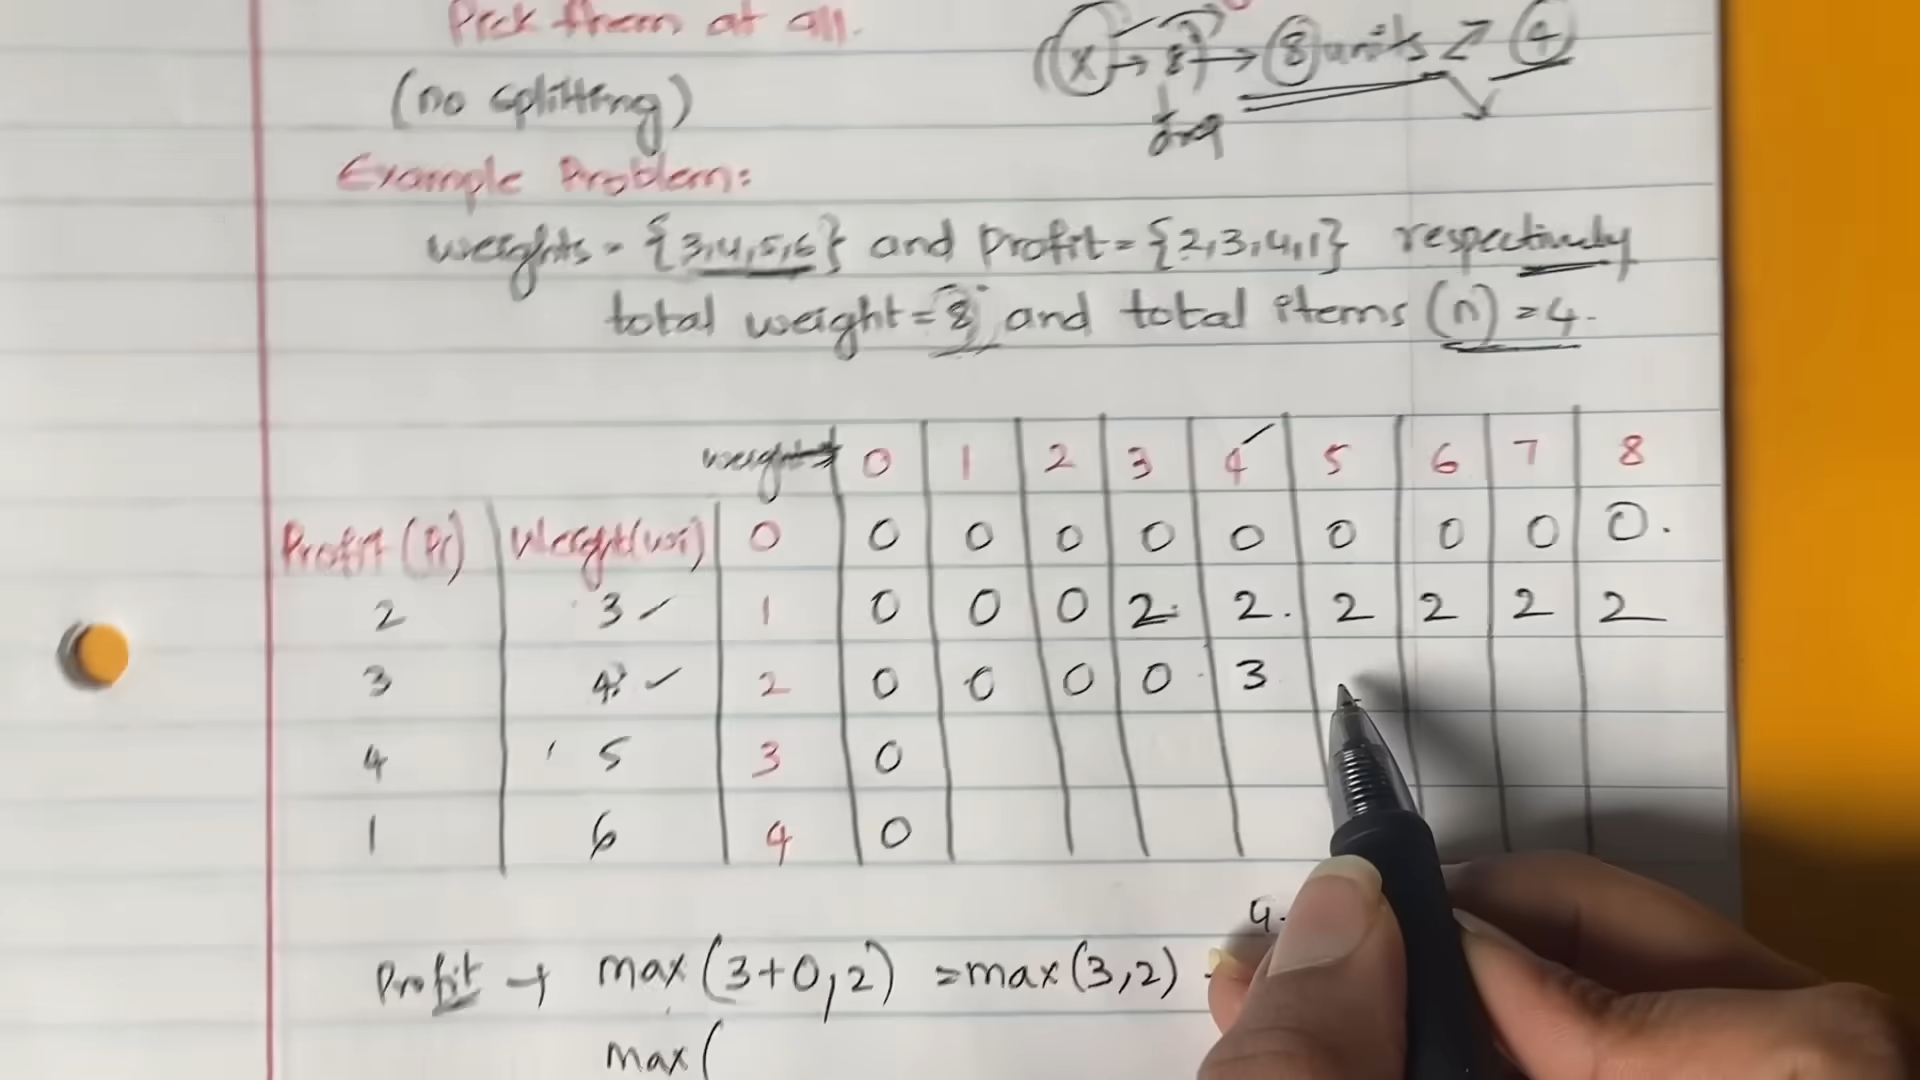 Pick them at all.
(no splitting)
x → 8 → 8 units
Example Problem:
weights = {3,4,5,6} and Profit = {2,3,4,1} respectively
total weight = 8 and total items (n) = 4.
weight → 0 1 2 3 4 5 6 7 8
Profit (Pi) Weight (wi) 0 0 0 0 0 0 0 0 0 0.
2 3 ✓ 1 0 0 0 2. 2. 2 2 2 2
3 4 ✓ 2 0 0 0 0 3
4 5 3 0
1 6 4 0
4.
Profit → max(3+0,2) = max(3,2)
max(